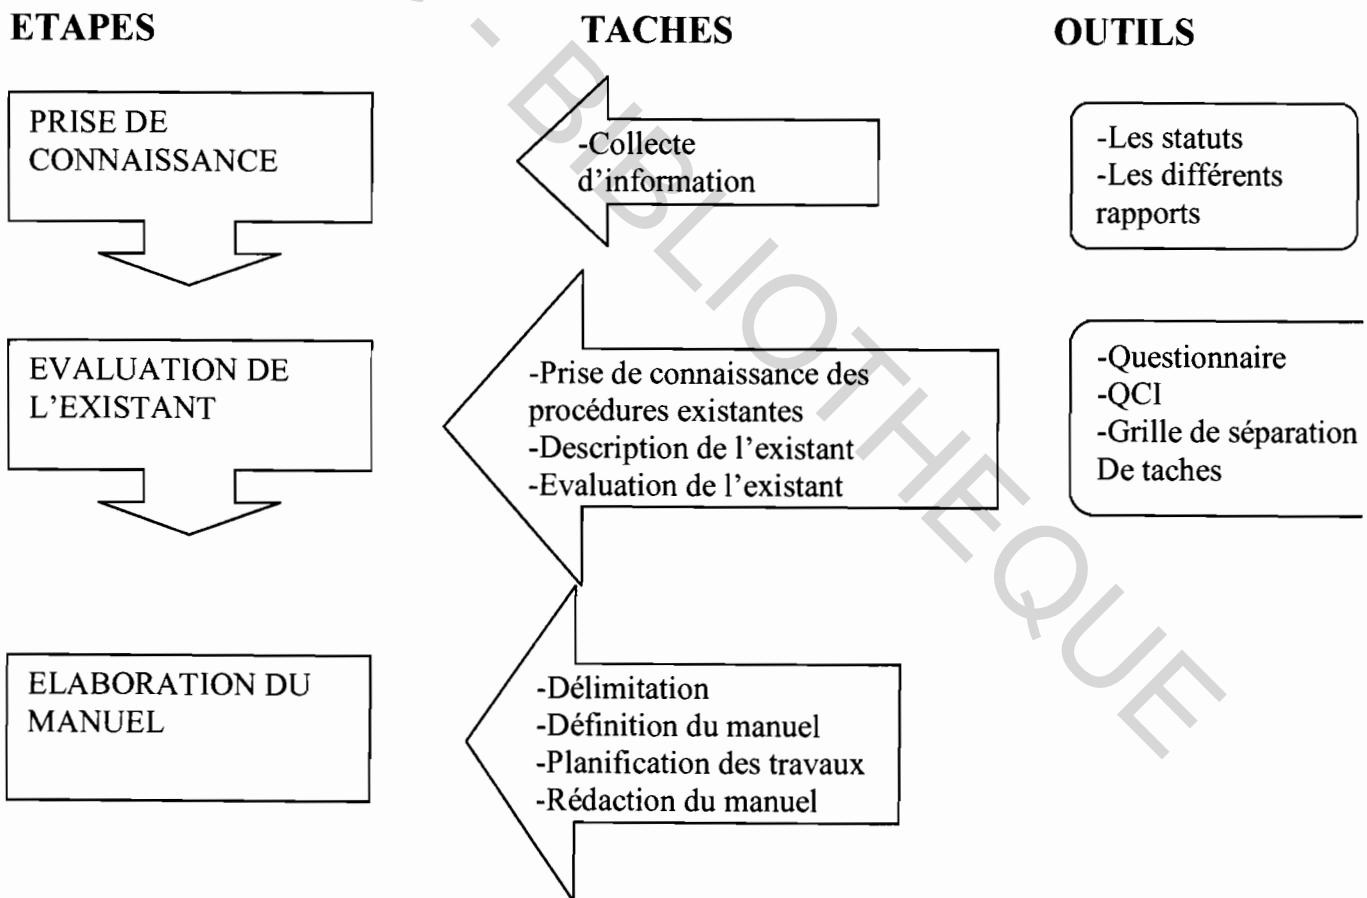 ETAPES
TACHES
OUTILS
PRISE DE
CONNAISSANCE
-Collecte
d’information
-Les statuts
-Les différents
rapports
EVALUATION DE
L’EXISTANT
-Prise de connaissance des
procédures existantes
-Description de l’existant
-Evaluation de l’existant
-Questionnaire
-QCI
-Grille de séparation
De taches
ELABORATION DU
MANUEL
-Délimitation
-Définition du manuel
-Planification des travaux
-Rédaction du manuel
- BIBLIOTHEQUE